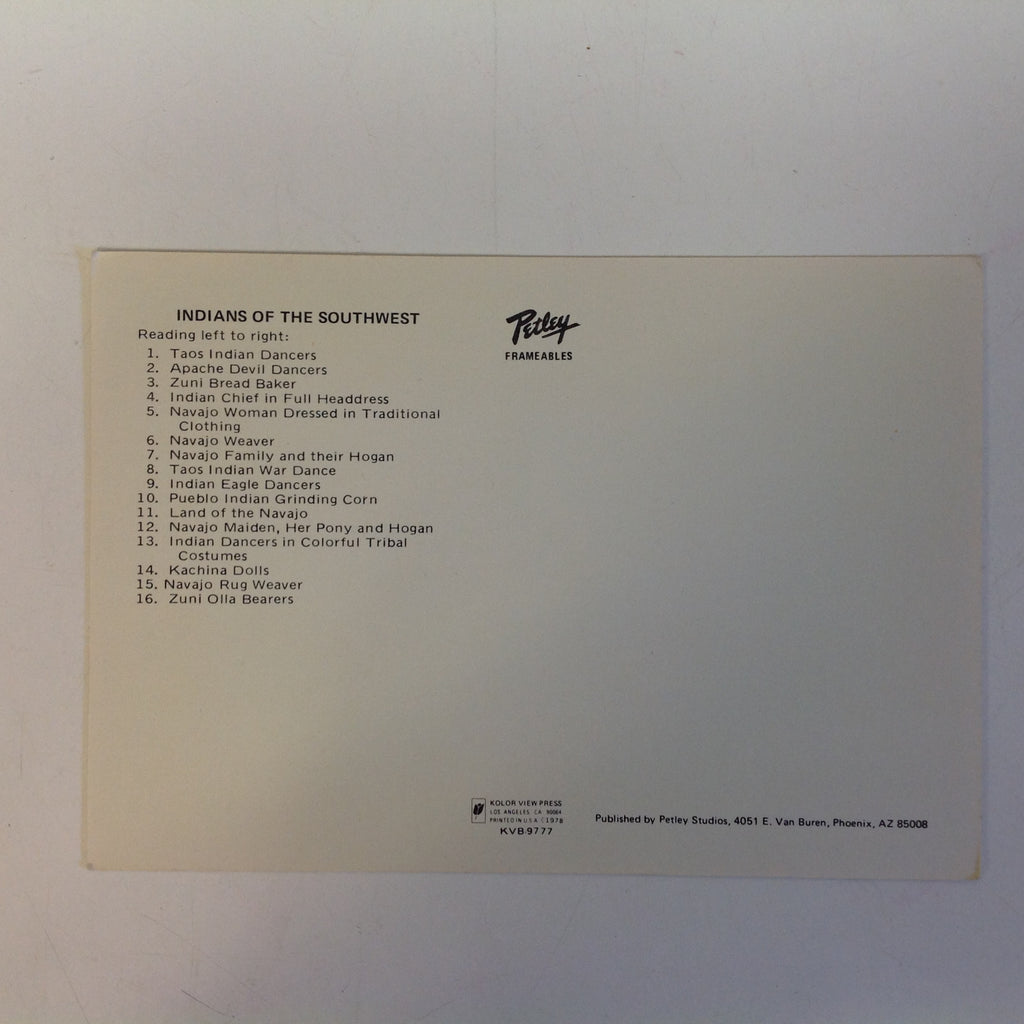 INDIANS OF THE SOUTHWEST
Reading left to right:
1. Taos Indian Dancers
2. Apache Devil Dancers
3. Zuni Bread Baker
4. Indian Chief in Full Headdress
5. Navajo Woman Dressed in Traditional
Clothing
6. Navajo Weaver
7. Navajo Family and their Hogan
8. Taos Indian War Dance
9. Indian Eagle Dancers
10. Pueblo Indian Grinding Corn
11. Land of the Navajo
12. Navajo Maiden, Her Pony and Hogan
13. Indian Dancers in Colorful Tribal
Costumes
14. Kachina Dolls
15. Navajo Rug Weaver
16. Zuni Olla Bearers
Petley
FRAMEABLES
KOLOR VIEW PRESS
LOS ANGELES CA 90064
PRINTED IN U.S.A. ©1978
KVB-9777
Published by Petley Studios, 4051 E. Van Buren, Phoenix, AZ 85008